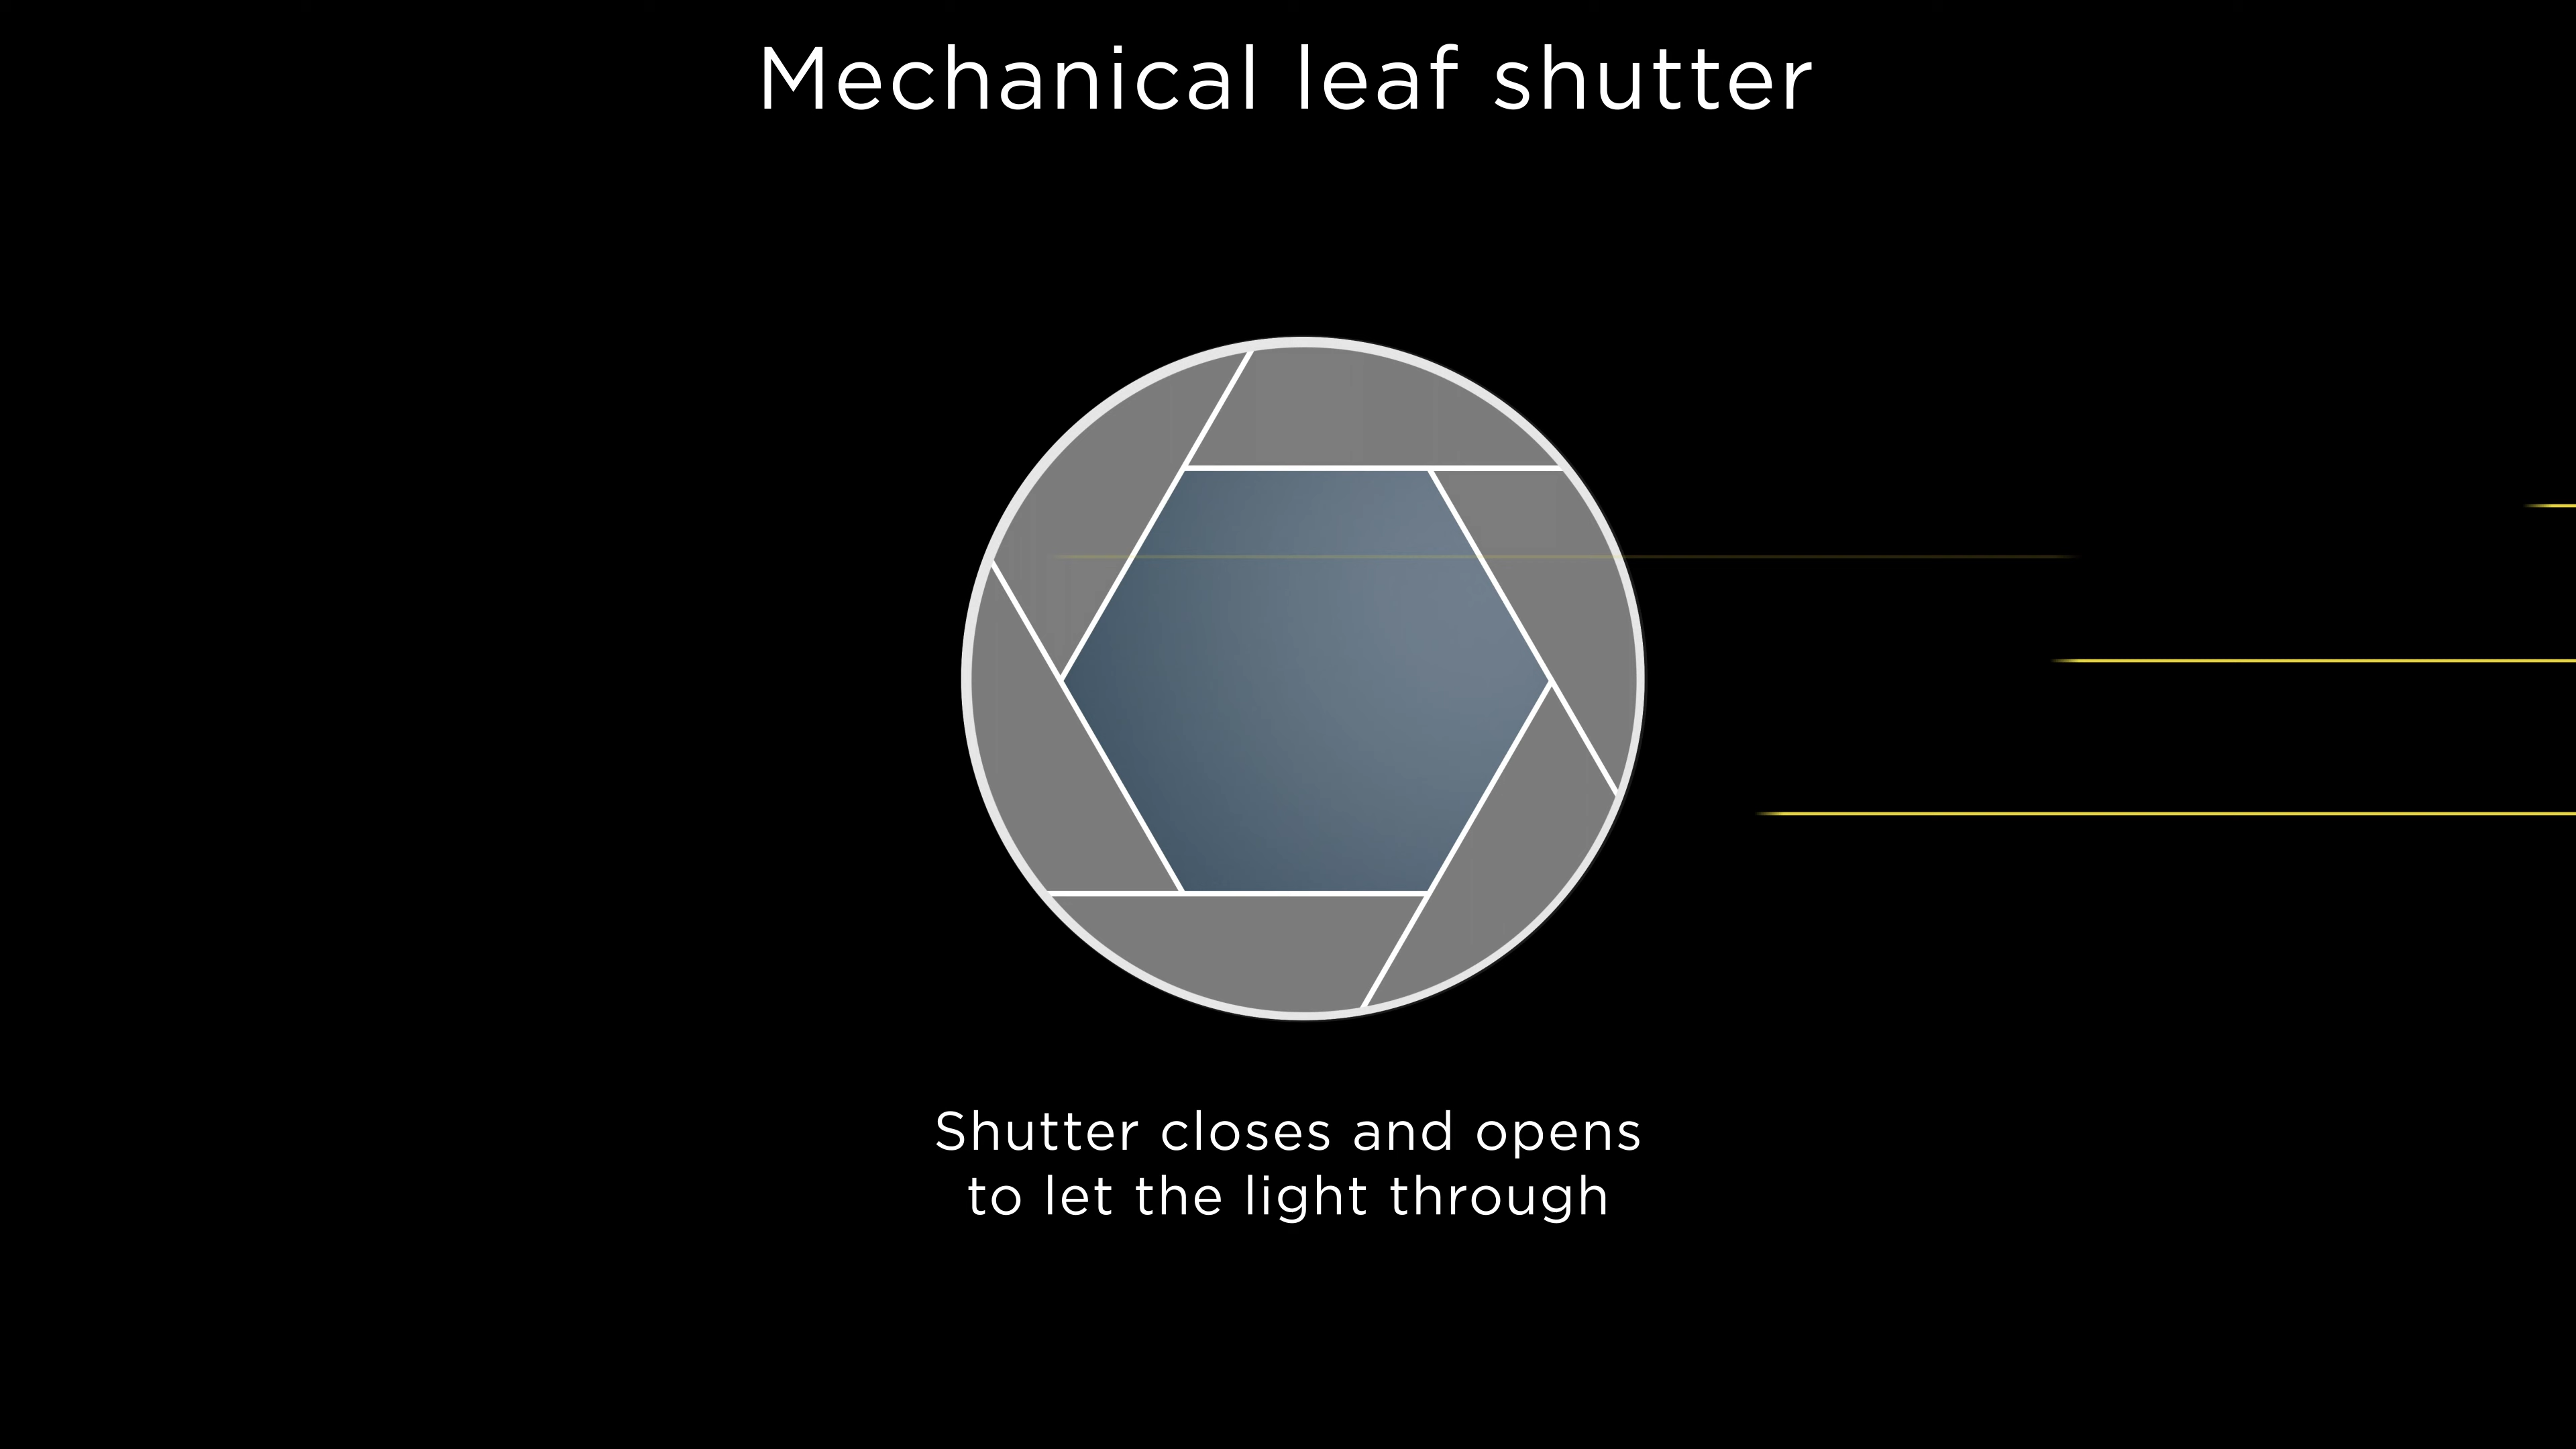 Mechanical leaf shutter
Shutter closes and opens
to let the light through